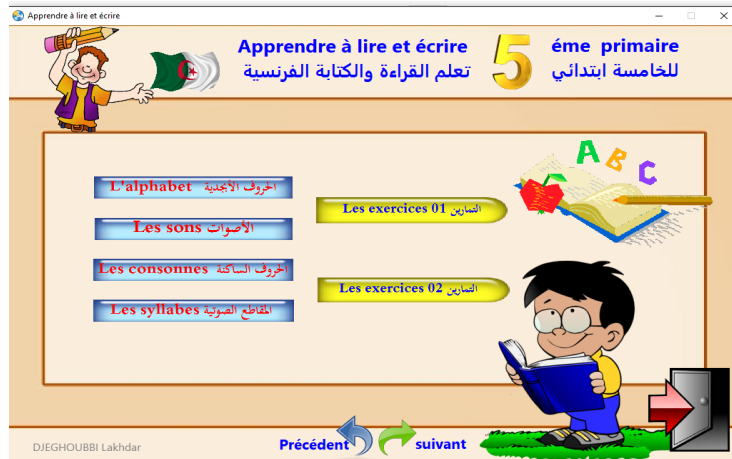 Apprendre à lire et écrire
Apprendre à lire et écrire 5 éme primaire
تعلم القراءة والكتابة الفرنسية للخامسة ابتدائي
A B C
L'alphabet الحروف الأبجدية
Les exercices 01 التمارين
Les sons الأصوات
Les consonnes الحروف الساكنة
Les exercices 02 التمارين
Les syllabes المقاطع الصوتية
DJEGHOUBBI Lakhdar
Précédent suivant